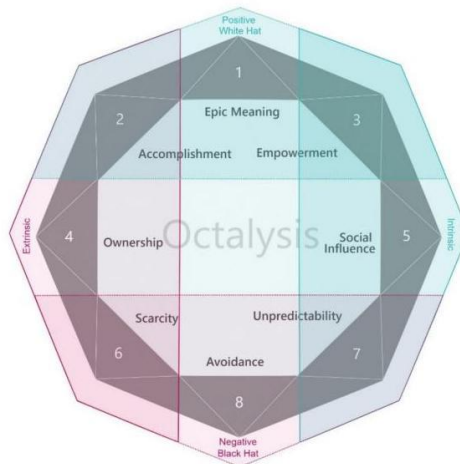 Positive
White Hat
1
Epic Meaning
2
3
Accomplishment
Empowerment
Extrinsic
4
Ownership
Octalysis
Social
Influence
5
Intrinsic
Scarcity
Unpredictability
6
7
Avoidance
8
Negative
Black Hat